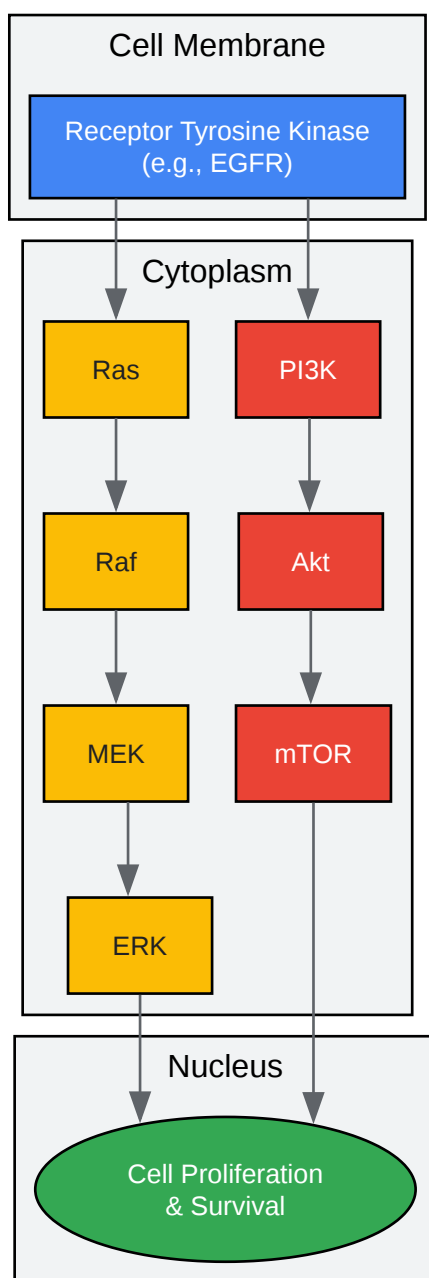 Cell Membrane
Receptor Tyrosine Kinase
(e.g., EGFR)
Cytoplasm
Ras
PI3K
Raf
Akt
MEK
mTOR
ERK
Nucleus
Cell Proliferation
& Survival